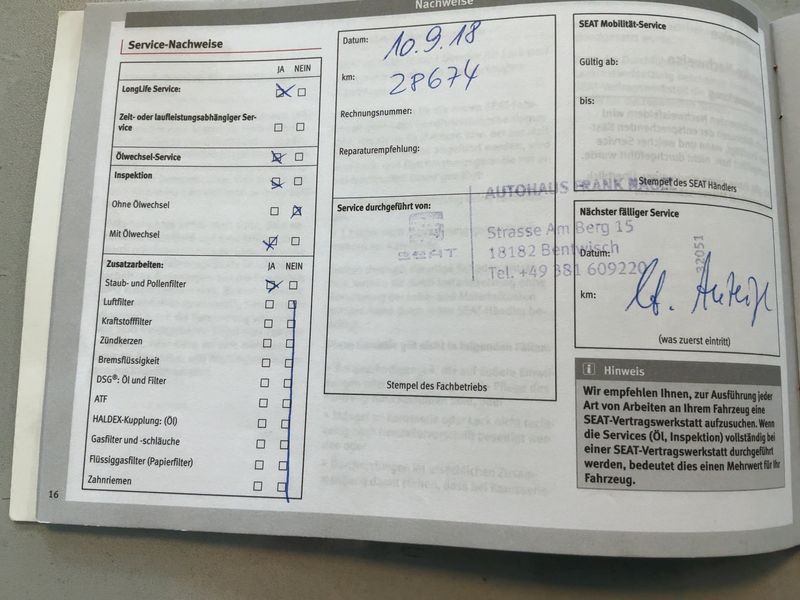 Nachweise
Service-Nachweise
JA NEIN
LongLife Service:
Zeit- oder laufleistungsabhängiger Ser-
vice
Ölwechsel-Service
Inspektion
Ohne Ölwechsel
Mit Ölwechsel
Zusatzarbeiten: JA NEIN
Staub- und Pollenfilter
Luftfilter
Kraftstofffilter
Zündkerzen
Bremsflüssigkeit
DSG®: Öl und Filter
ATF
HALDEX-Kupplung: (Öl)
Gasfilter und -schläuche
Flüssiggasfilter (Papierfilter)
Zahnriemen
16
Datum: 10.9.18
km: 28674
Rechnungsnummer:
Reparaturempfehlung:
Service durchgeführt von:
SEAT
AUTOHAUS FRANK
Strasse Am Berg 15
18182 Bentwisch
Tel. +49 381 609220
32051
Stempel des Fachbetriebs
SEAT Mobilität-Service
Gültig ab:
bis:
Stempel des SEAT Händlers
Nächster fälliger Service
Datum:
km:
lt. Anzeige
(was zuerst eintritt)
Hinweis
Wir empfehlen Ihnen, zur Ausführung jeder
Art von Arbeiten an Ihrem Fahrzeug eine
SEAT-Vertragswerkstatt aufzusuchen. Wenn
die Services (Öl, Inspektion) vollständig bei
einer SEAT-Vertragswerkstatt durchgeführt
werden, bedeutet dies einen Mehrwert für Ihr
Fahrzeug.